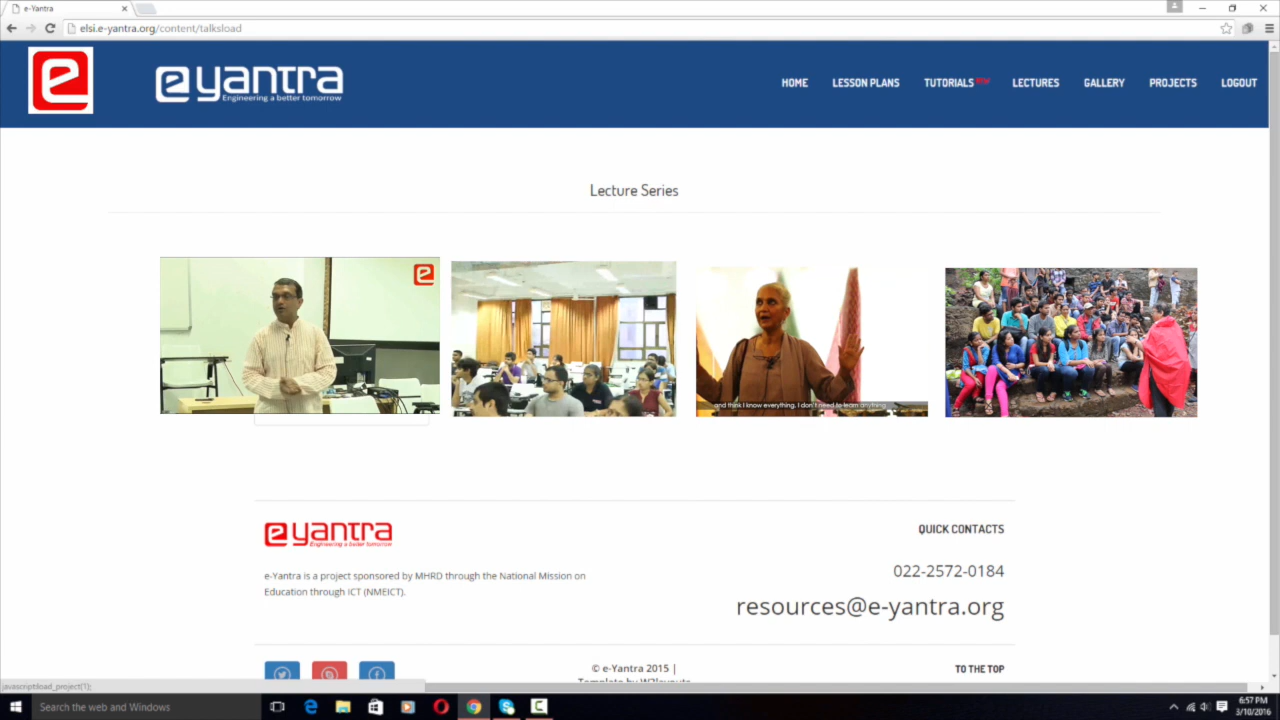 e-Yantra
elsi.e-yantra.org/content/talksload
e yantra
Engineering a better tomorrow
HOME LESSON PLANS TUTORIALS LECTURES GALLERY PROJECTS LOGOUT
Lecture Series
and think I know everything, I don't need to learn anything
e yantra
Engineering a better tomorrow
QUICK CONTACTS
e-Yantra is a project sponsored by MHRD through the National Mission on
Education through ICT (NMEICT).
022-2572-0184
resources@e-yantra.org
© e-Yantra 2015 |
Template by W3layouts
TO THE TOP
javascript:load_project(1);
Search the web and Windows
6:57 PM
3/10/2016